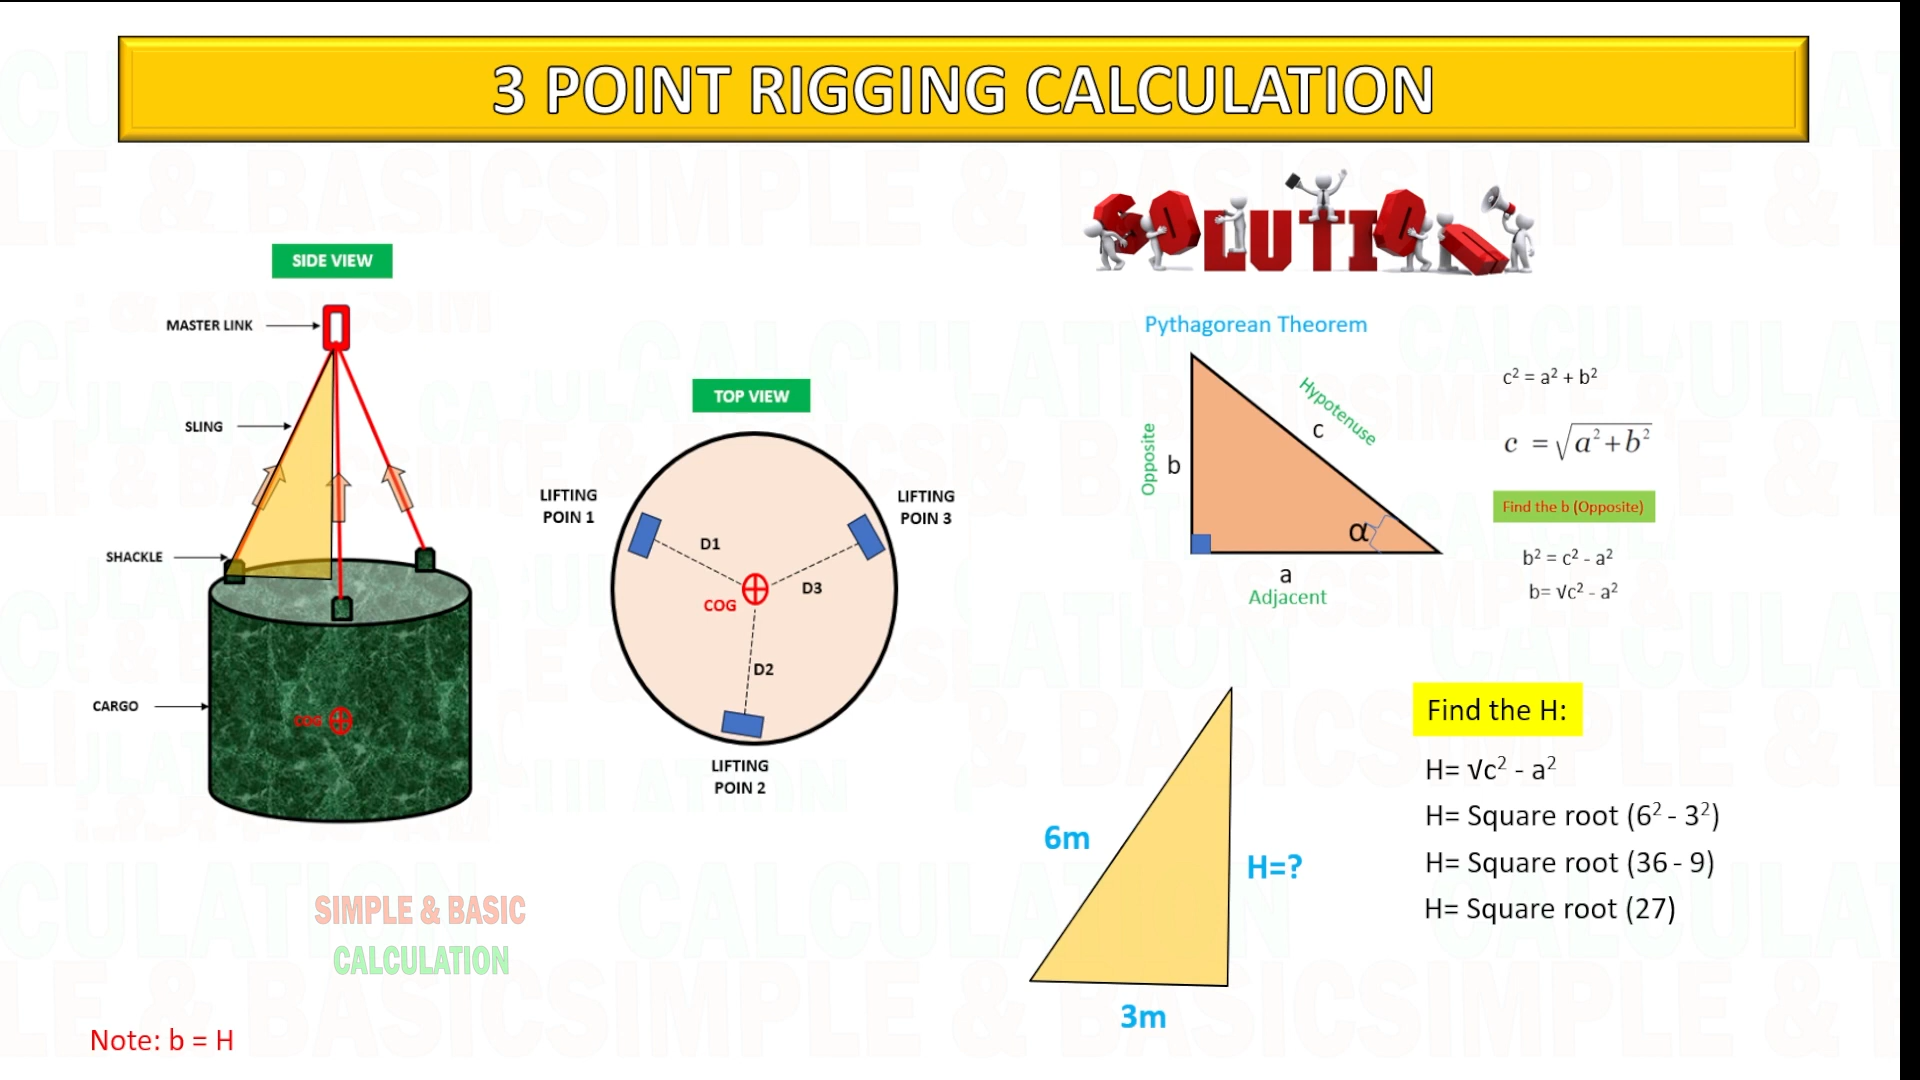 3 POINT RIGGING CALCULATION
SOLUTION
SIDE VIEW
MASTER LINK
SLING
SHACKLE
CARGO
COG
TOP VIEW
LIFTING
POIN 1
LIFTING
POIN 3
D1
D3
COG
D2
LIFTING
POIN 2
Pythagorean Theorem
Hypotenuse
c
Opposite
b
α
a
Adjacent
c² = a² + b²
c = √a²+b²
Find the b (Opposite)
b² = c² - a²
b= √c² - a²
6m
H=?
3m
Find the H:
H= √c² - a²
H= Square root (6² - 3²)
H= Square root (36 - 9)
H= Square root (27)
SIMPLE & BASIC
CALCULATION
Note: b = H